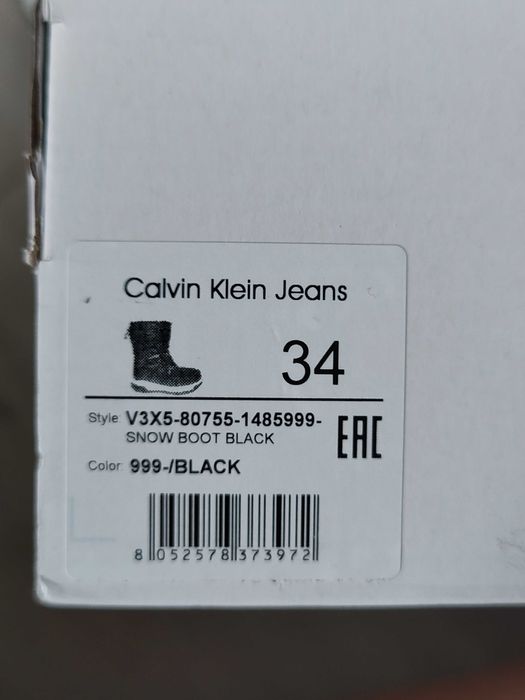 Calvin Klein Jeans
34
Style: V3X5-80755-1485999-
SNOW BOOT BLACK
EAC
Color: 999-/BLACK
8 052578 373972